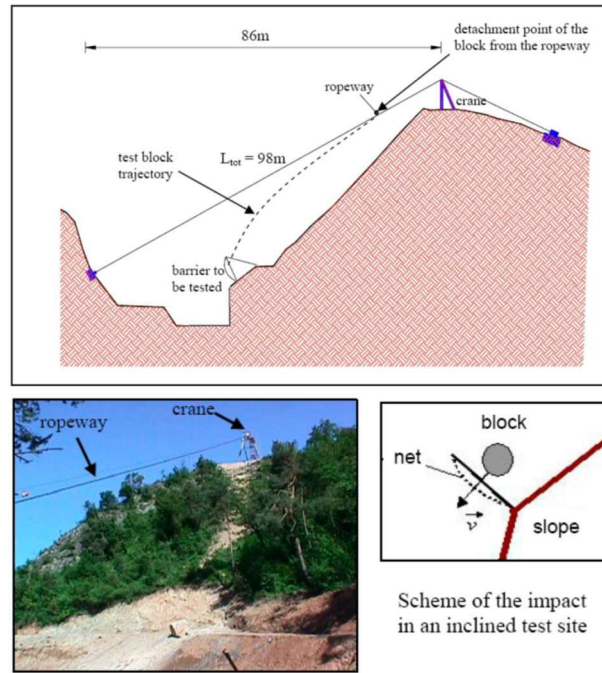 86m
detachment point of the
block from the ropeway
ropeway
crane
test block
trajectory
L_tot = 98m
barrier to
be tested
ropeway
crane
block
net
v
slope
Scheme of the impact
in an inclined test site